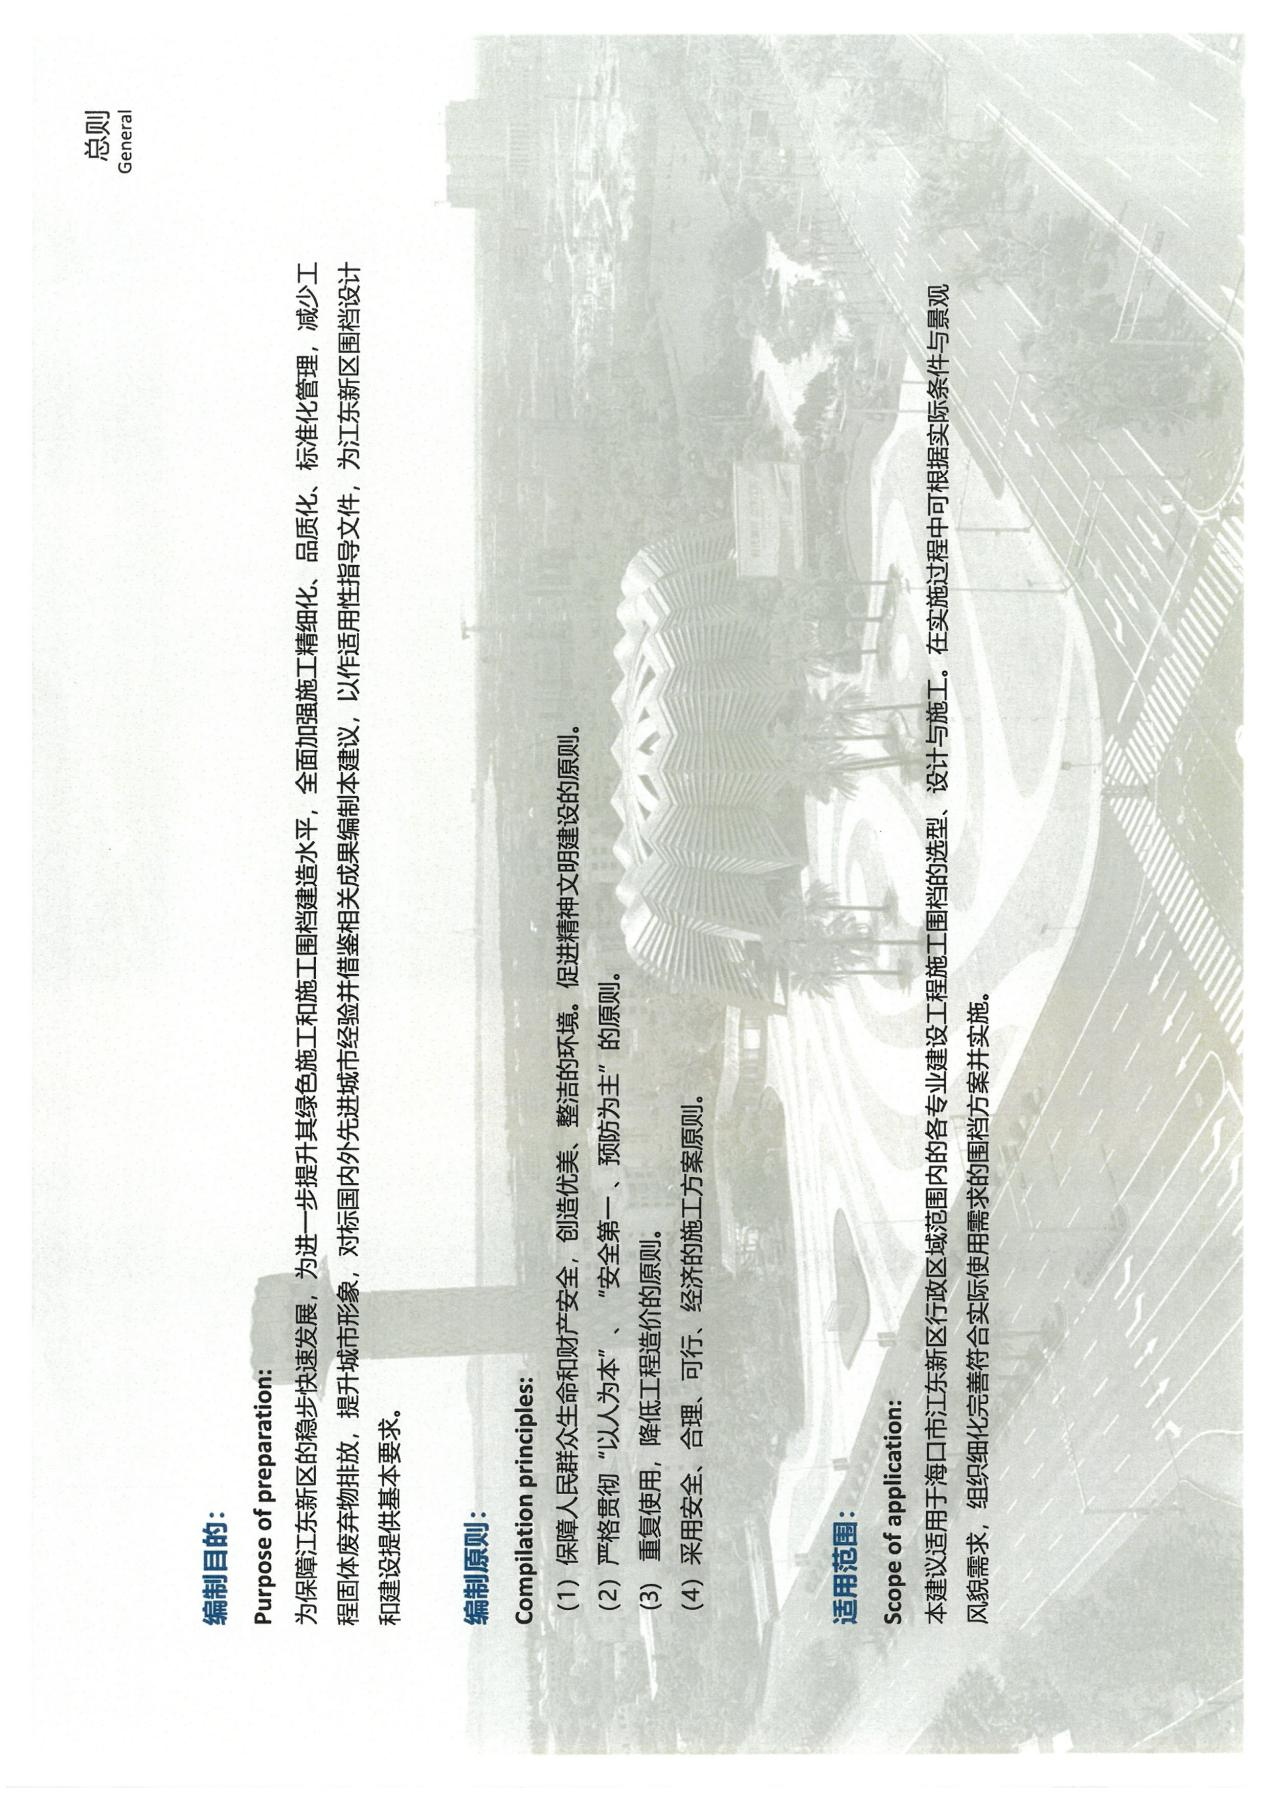 总则
General
编制目的：
Purpose of preparation:
为保障江东新区的稳步快速发展，为进一步提升其绿色施工和施工围档建造水平，全面加强施工精细化、品质化、标准化管理，减少工
程固体废弃物排放，提升城市形象，对标国内外先进城市经验并借鉴相关成果编制本建议，以作适用性指导文件，为江东新区围档设计
和建设提供基本要求。
编制原则：
Compilation principles:
（1）保障人民群众生命和财产安全，创造优美、整洁的环境。促进精神文明建设的原则。
（2）严格贯彻“以人为本”、“安全第一、预防为主”的原则。
（3） 重复使用，降低工程造价的原则。
（4）采用安全、合理、可行、经济的施工方案原则。
适用范围：
Scope of application:
本建议适用于海口市江东新区行政区域范围内的各专业建设工程施工围档的选型、设计与施工。在实施过程中可根据实际条件与景观
风貌需求，组织细化完善符合实际使用需求的围档方案并实施。